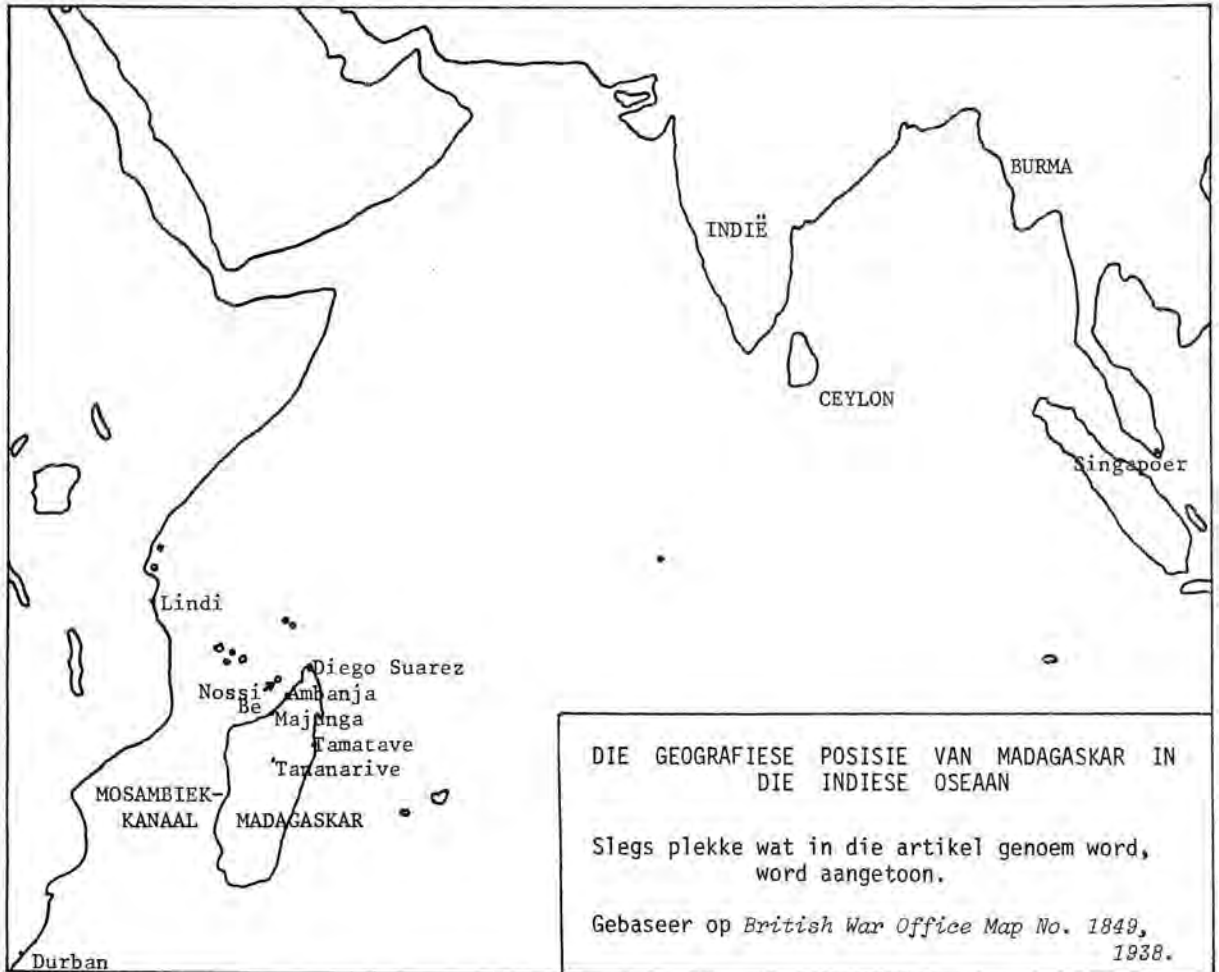 BURMA
INDIË
CEYLON
Singapoer
Lindi
Diego Suarez
Nossi
Be
Ambanja
Majunga
Tamatave
Tananarive
MOSAMBIEK-
KANAAL
MADAGASKAR
Durban
DIE GEOGRAFIESE POSISIE VAN MADAGASKAR IN
DIE INDIESE OSEAAN
Slegs plekke wat in die artikel genoem word,
word aangetoon.
Gebaseer op British War Office Map No. 1849,
1938.